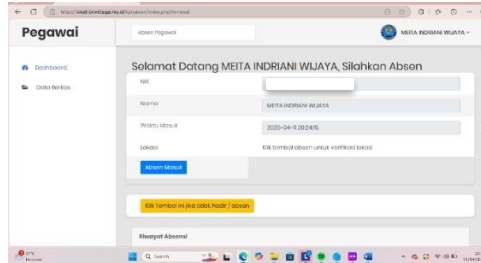 Pegawai
Absen Pegawai
MEITA INDRIANI WIJAYA
Dashboard
Data Berkas
Selamat Datang MEITA INDRIANI WIJAYA, Silahkan Absen
NIK
Nama
MEITA INDRIANI WIJAYA
Waktu Masuk
Lokasi
Klik tombol absen untuk verifikasi lokasi
Absen Masuk
Klik Tombol ini jika tidak hadir / absen
Riwayat Absensi
Search